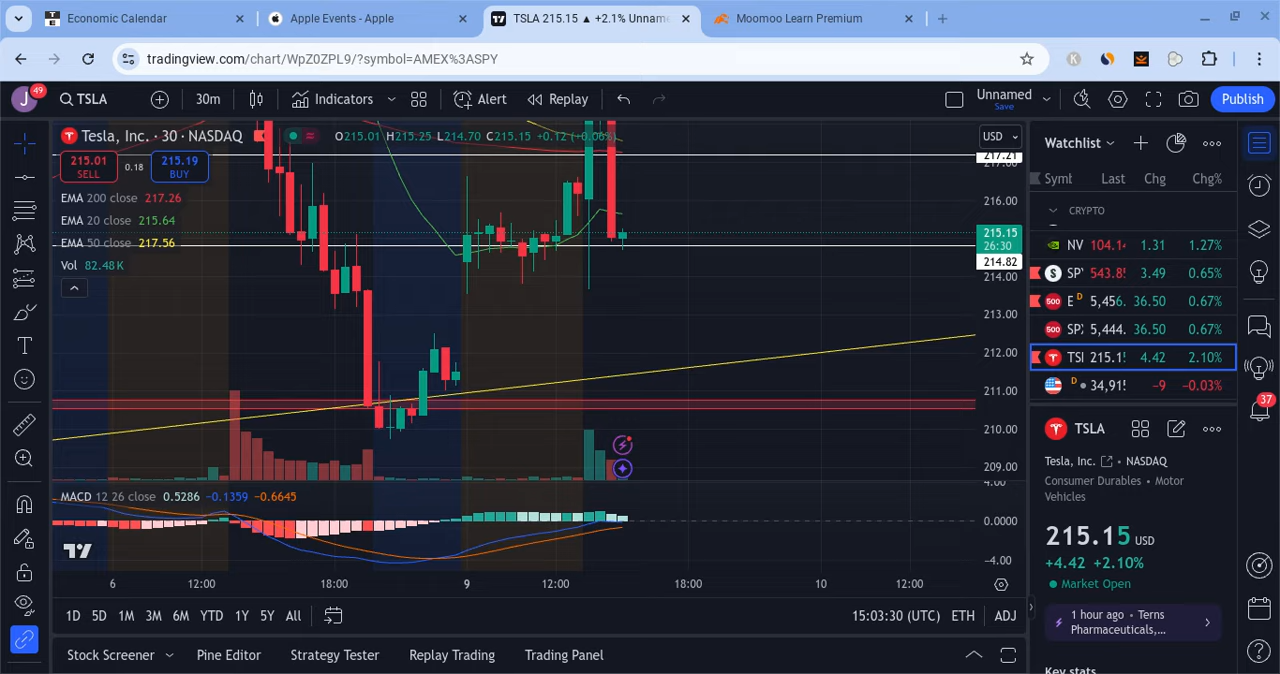 Economic Calendar
Apple Events - Apple
TSLA 215.15 ▲ +2.1% Unname
Moomoo Learn Premium
tradingview.com/chart/WpZ0ZPL9/?symbol=AMEX%3ASPY
J 49
TSLA
30m
Indicators
Alert
Replay
Unnamed
Save
Publish
Tesla, Inc. · 30 · NASDAQ
O215.01 H215.25 L214.70 C215.15 +0.12 (+0.06%)
USD
215.01
SELL
0.18
215.19
BUY
EMA 200 close 217.26
EMA 20 close 215.64
EMA 50 close 217.56
Vol 82.48K
217.21
217.00
216.00
215.15
26:30
214.82
214.00
213.00
212.00
211.00
210.00
209.00
4.00
MACD 12 26 close 0.5286 −0.1359 −0.6645
0.0000
−4.00
6 12:00 18:00 9 12:00 18:00 10 12:00
1D 5D 1M 3M 6M YTD 1Y 5Y All
15:03:30 (UTC) ETH ADJ
Stock Screener
Pine Editor
Strategy Tester
Replay Trading
Trading Panel
Watchlist
Symb Last Chg Chg%
CRYPTO
NV 104.1 1.31 1.27%
SP 543.8 3.49 0.65%
500 E D 5,456. 36.50 0.67%
500 SP 5,444. 36.50 0.67%
TSI 215.1 4.42 2.10%
D 34,91 −9 −0.03%
TSLA
Tesla, Inc. • NASDAQ
Consumer Durables • Motor
Vehicles
215.15 USD
+4.42 +2.10%
Market Open
1 hour ago • Terns
Pharmaceuticals,...
Key stats
37